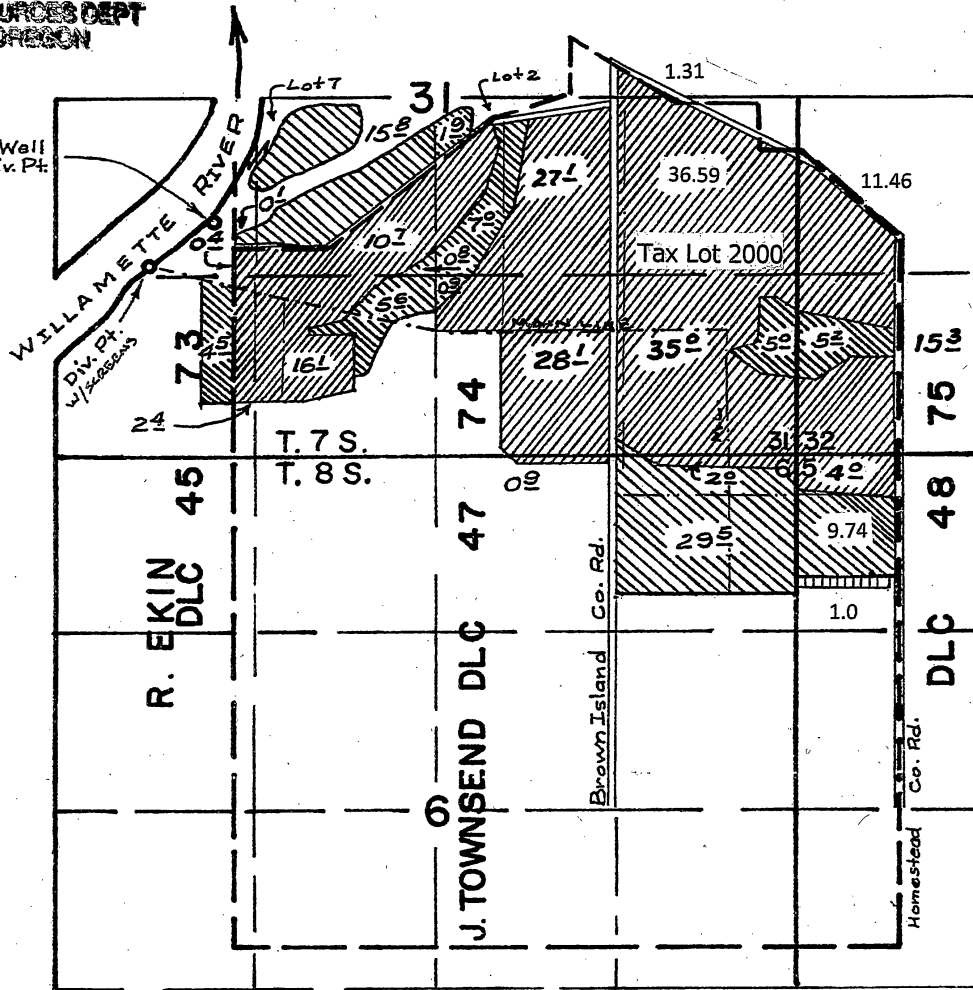 OREGON
Lot 7
31
Lot 2
1.31
15 8
1 9
Well
v. Pt.
WILLAMETTE RIVER
0 1
27 1
36.59
11.46
10 7
2 0
Tax Lot 2000
0 8
0 3
5 6
Div. Pt.
w/screens
4 5
73
16 1
28 1
35 0
5 0
5 3
15 3
2 4
74
75
T. 7 S.
T. 8 S.
31 32
6 5
0 9
2 0
4 0
45
47
48
29 5
9.74
1.0
R. EKIN
DLC
J. TOWNSEND DLC
Brown Island Co. Rd.
DLC
6
Homestead Co. Rd.